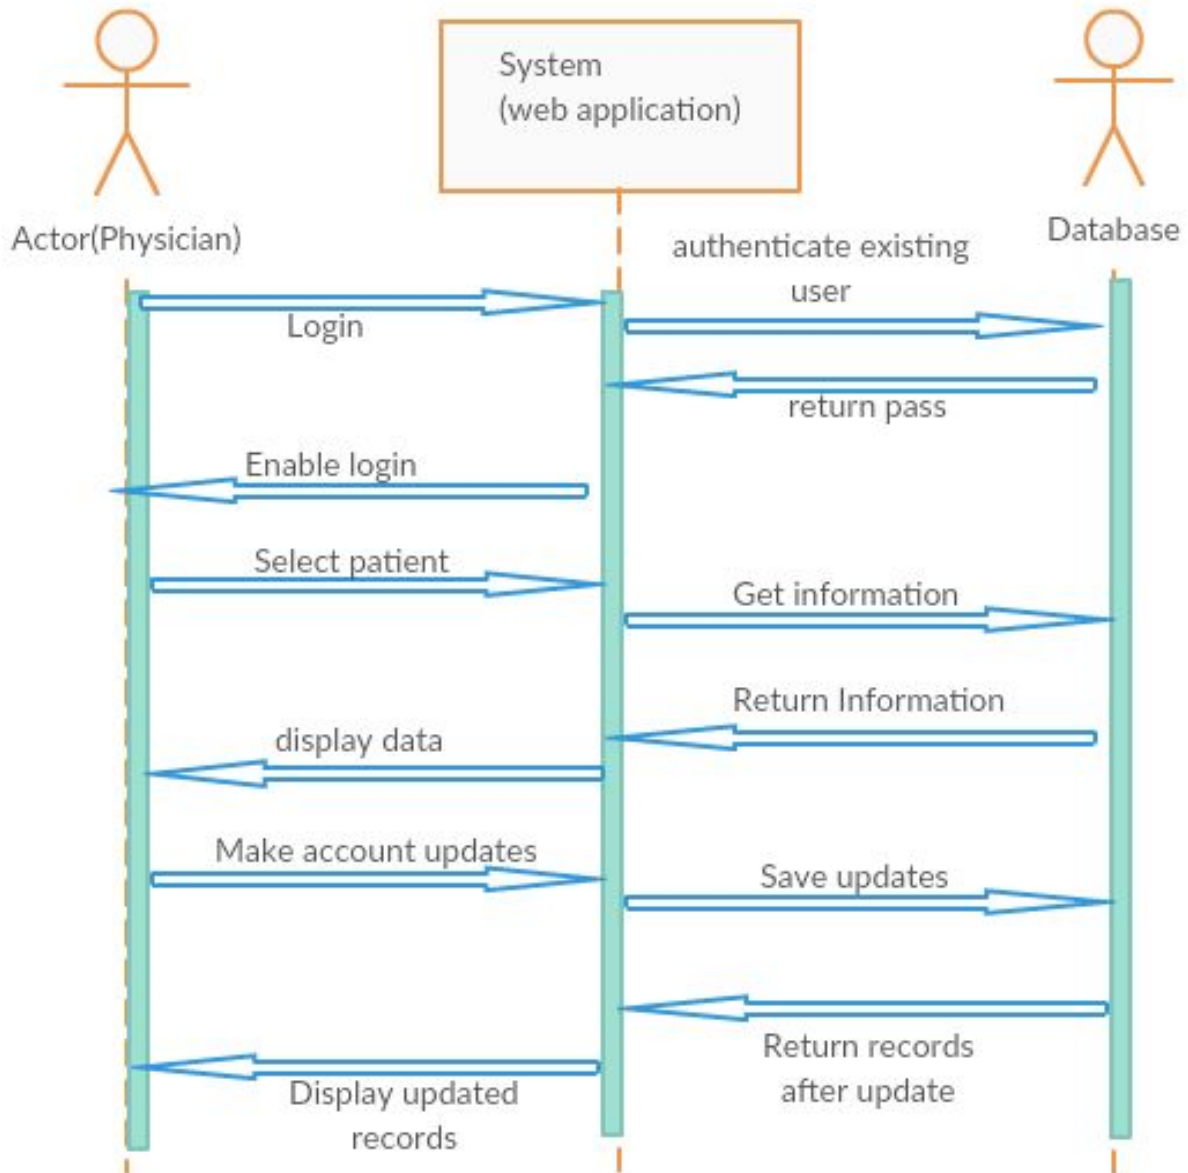 System
(web application)
Actor(Physician)
Database
authenticate existing
user
Login
return pass
Enable login
Select patient
Get information
Return Information
display data
Make account updates
Save updates
Return records
after update
Display updated
records